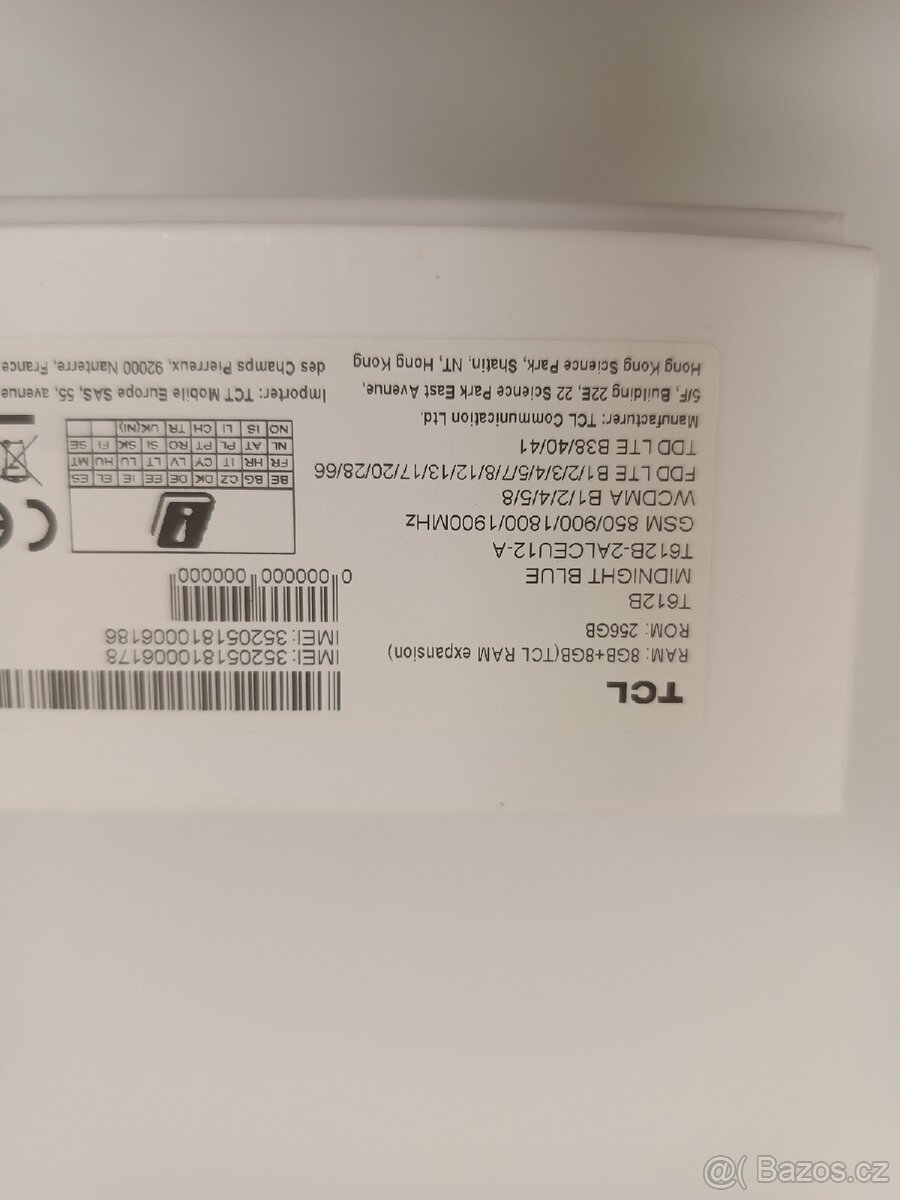 TCL
RAM: 8GB+8GB(TCL RAM expansion)
ROM: 256GB
T612B
MIDNIGHT BLUE
T612B-2ALCEU12-A
GSM 850/900/1800/1900MHz
WCDMA B1/2/4/5/8
FDD LTE B1/2/3/4/5/7/8/12/13/17/20/28/66
TDD LTE B38/40/41
Manufacturer: TCL Communication Ltd.
5/F, Building 22E, 22 Science Park East Avenue,
Hong Kong Science Park, Shatin, NT, Hong Kong
IMEI: 352051810006178
IMEI: 352051810006186
0 000000 000000
i
BE BG CZ DK DE EE IE EL ES
FR HR IT CY LV LT LU HU MT
NL AT PL PT RO SI SK FI SE
NO IS LI CH TR UK(NI)
CE
Importer: TCT Mobile Europe SAS, 55, avenue
des Champs Pierreux, 92000 Nanterre, France
@( Bazos.cz